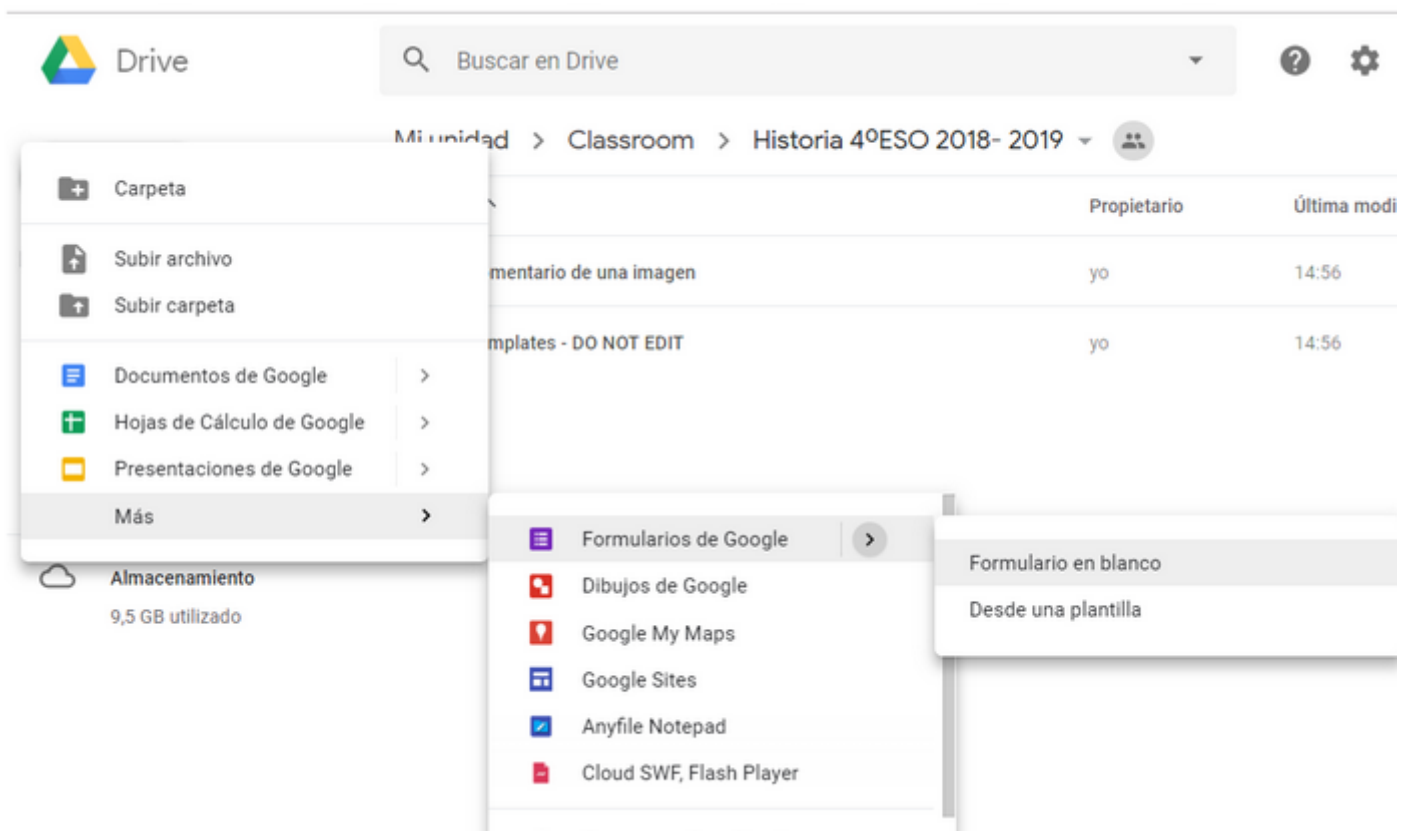 Drive
Buscar en Drive
Mi unidad > Classroom > Historia 4ºESO 2018- 2019
Propietario
Última modi
Carpeta
Subir archivo
Subir carpeta
mentario de una imagen
yo
14:56
mplates - DO NOT EDIT
yo
14:56
Documentos de Google
Hojas de Cálculo de Google
Presentaciones de Google
Más
Formularios de Google
Dibujos de Google
Google My Maps
Google Sites
Anyfile Notepad
Cloud SWF, Flash Player
Formulario en blanco
Desde una plantilla
Almacenamiento
9,5 GB utilizado